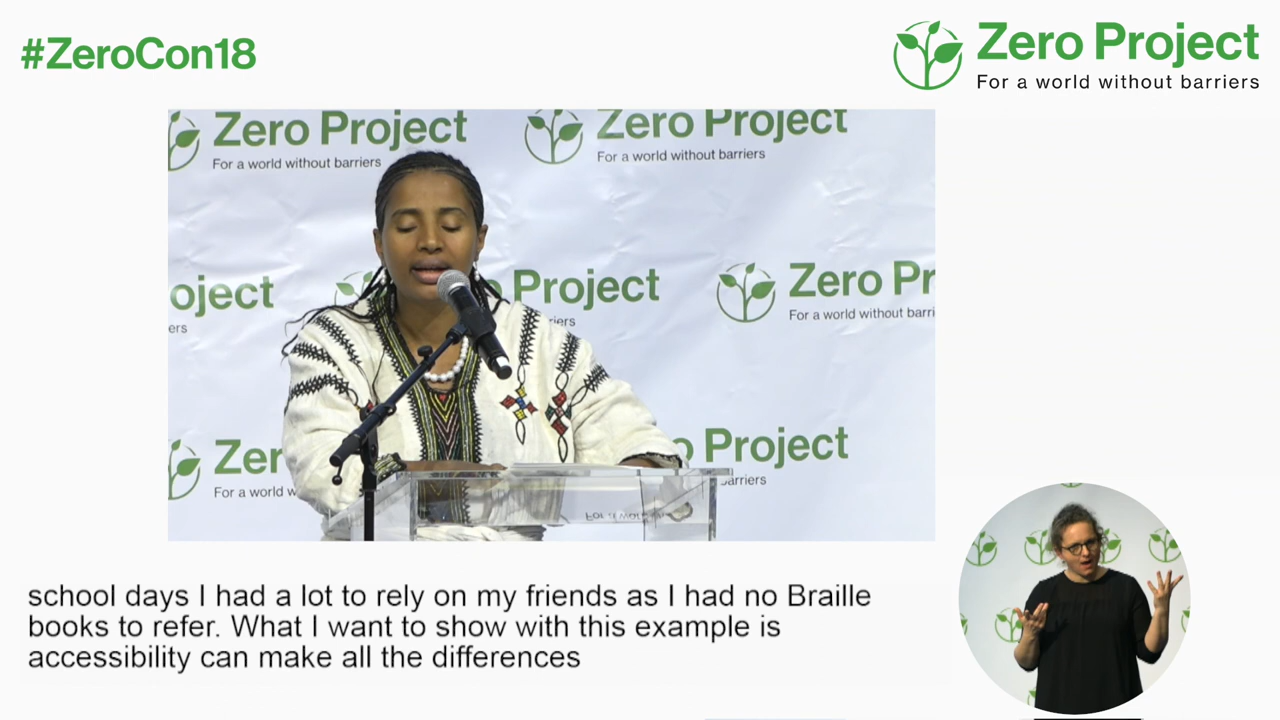 #ZeroCon18
Zero Project
For a world without barriers
Zero Project
For a world without barriers
Zero Project
For a world without barriers
oject
ers
Project
riers
Zero Pr
For a world without barri
Zer
For a world w
o Project
barriers
school days I had a lot to rely on my friends as I had no Braille
books to refer. What I want to show with this example is
accessibility can make all the differences